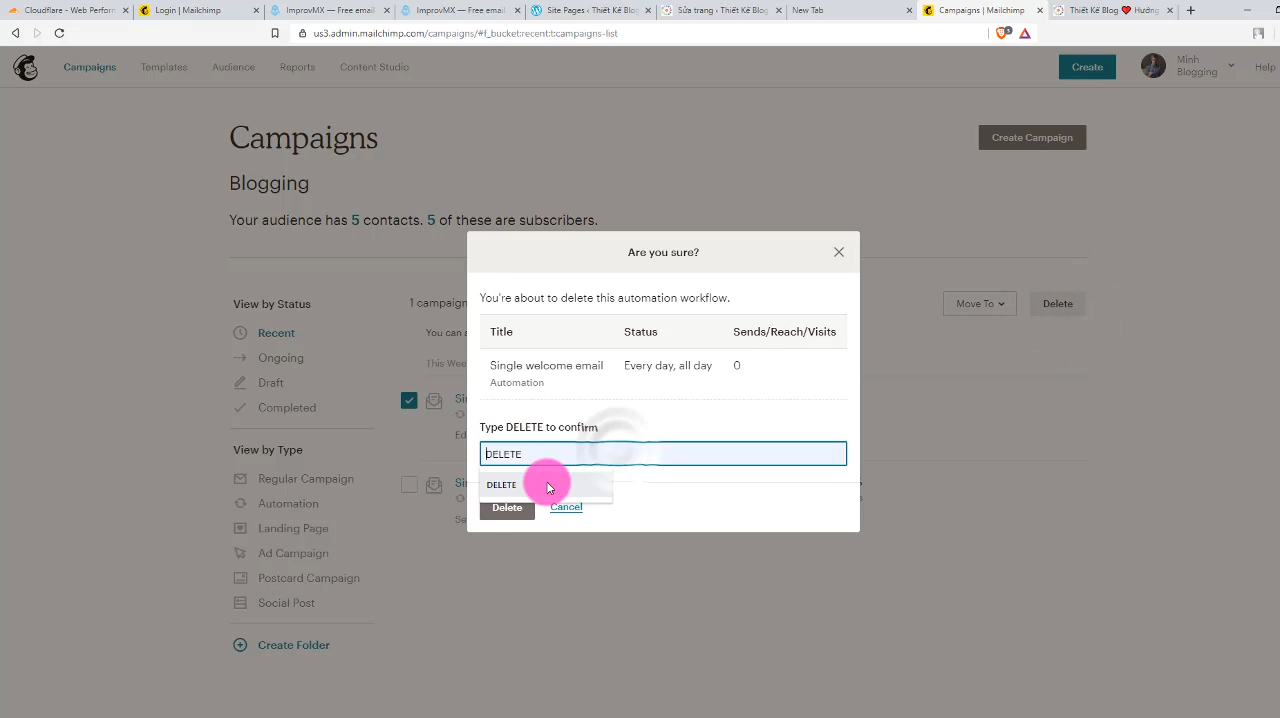 Cloudflare - Web Perform
Login | Mailchimp
ImprovMX — Free email
ImprovMX — Free email
Site Pages ‹ Thiết Kế Blog
Sửa trang ‹ Thiết Kế Blog
New Tab
Campaigns | Mailchimp
Thiết Kế Blog ❤️ Hướng
us3.admin.mailchimp.com/campaigns/#f_bucket:recent;t:campaigns-list
Campaigns
Templates
Audience
Reports
Content Studio
Create
Minh
Blogging
Help
Campaigns
Create Campaign
Blogging
Your audience has 5 contacts. 5 of these are subscribers.
View by Status
Recent
Ongoing
Draft
Completed
View by Type
Regular Campaign
Automation
Landing Page
Ad Campaign
Postcard Campaign
Social Post
Create Folder
1 campaign
Move To
Delete
You can
This Wee
Are you sure?
You're about to delete this automation workflow.
Title Status Sends/Reach/Visits
Single welcome email Every day, all day 0
Automation
Type DELETE to confirm
DELETE
DELETE
Delete
Cancel